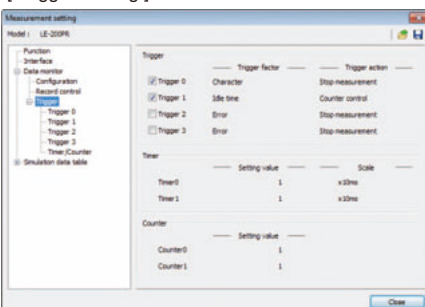 Measurement setting
Model : LE-200PR
Function
Interface
Data monitor
Configuration
Record control
Trigger
Trigger 0
Trigger 1
Trigger 2
Trigger 3
Timer/Counter
Simulation data table
Trigger
Trigger factor Trigger action
Trigger 0 Character Stop measurement
Trigger 1 Idle time Counter control
Trigger 2 Error Stop measurement
Trigger 3 Error Stop measurement
Timer
Setting value Scale
Timer0 1 x10ms
Timer1 1 x10ms
Counter
Setting value
Counter0 1
Counter1 1
Close